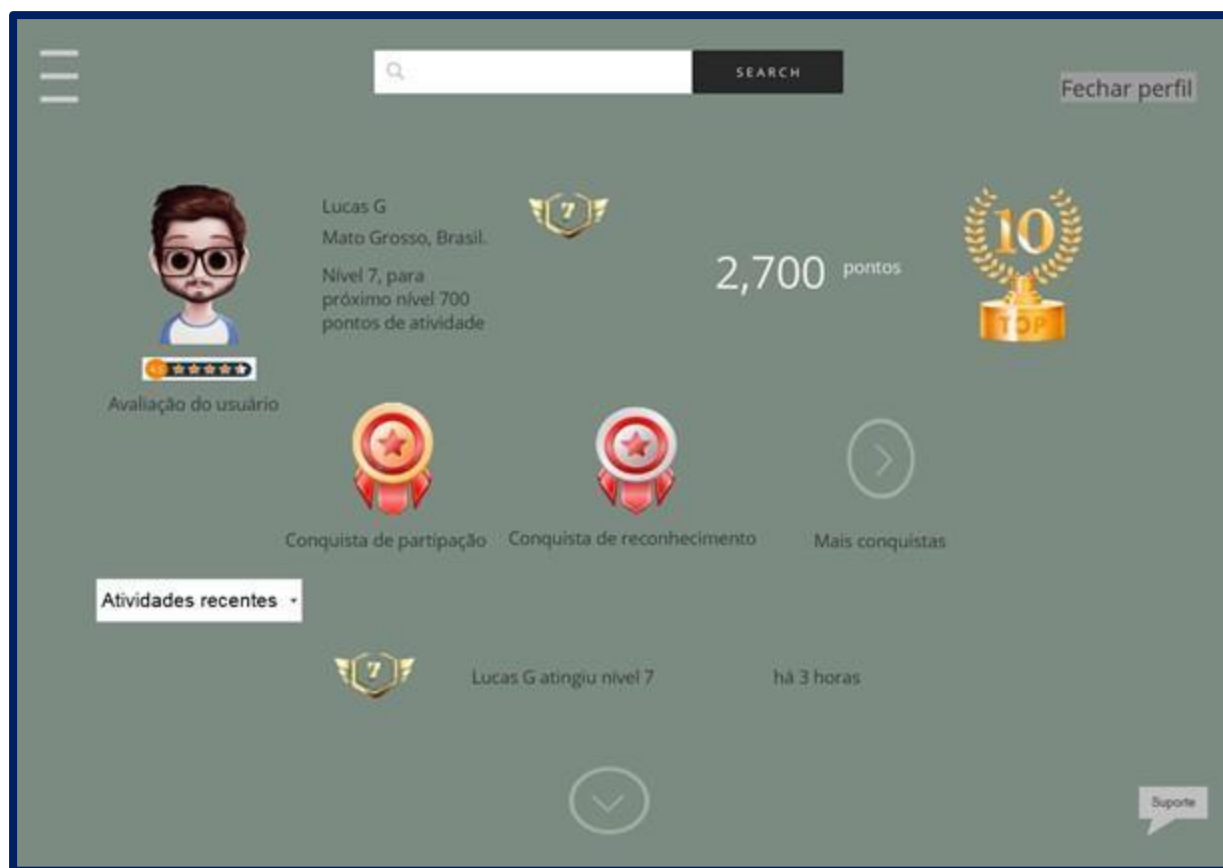 SEARCH
Fechar perfil
Lucas G
Mato Grosso, Brasil.
7
Nível 7, para
próximo nível 700
pontos de atividade
2,700 pontos
10
TOP
Avaliação do usuário
Conquista de partipação
Conquista de reconhecimento
Mais conquistas
Atividades recentes
7
Lucas G atingiu nível 7
há 3 horas
Suporte